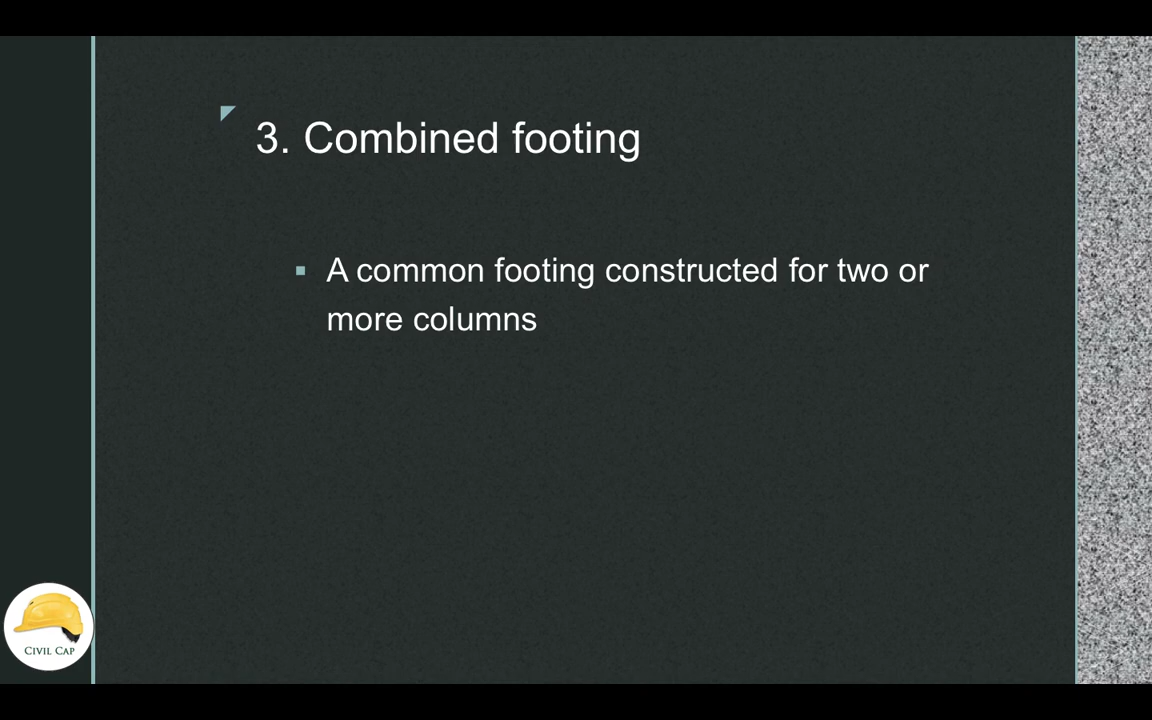 3. Combined footing
A common footing constructed for two or
more columns
CIVIL CAP